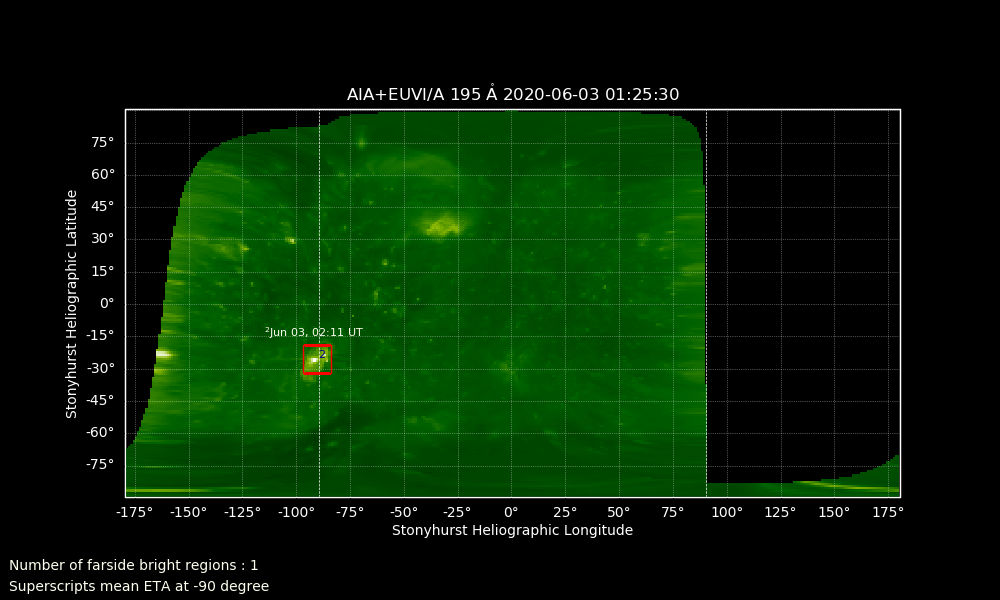 AIA+EUVI/A 195 Å 2020-06-03 01:25:30
Stonyhurst Heliographic Latitude
75°
60°
45°
30°
15°
0°
-15°
-30°
-45°
-60°
-75°
²Jun 03, 02:11 UT
2
-175° -150° -125° -100° -75° -50° -25° 0° 25° 50° 75° 100° 125° 150° 175°
Stonyhurst Heliographic Longitude
Number of farside bright regions : 1
Superscripts mean ETA at -90 degree